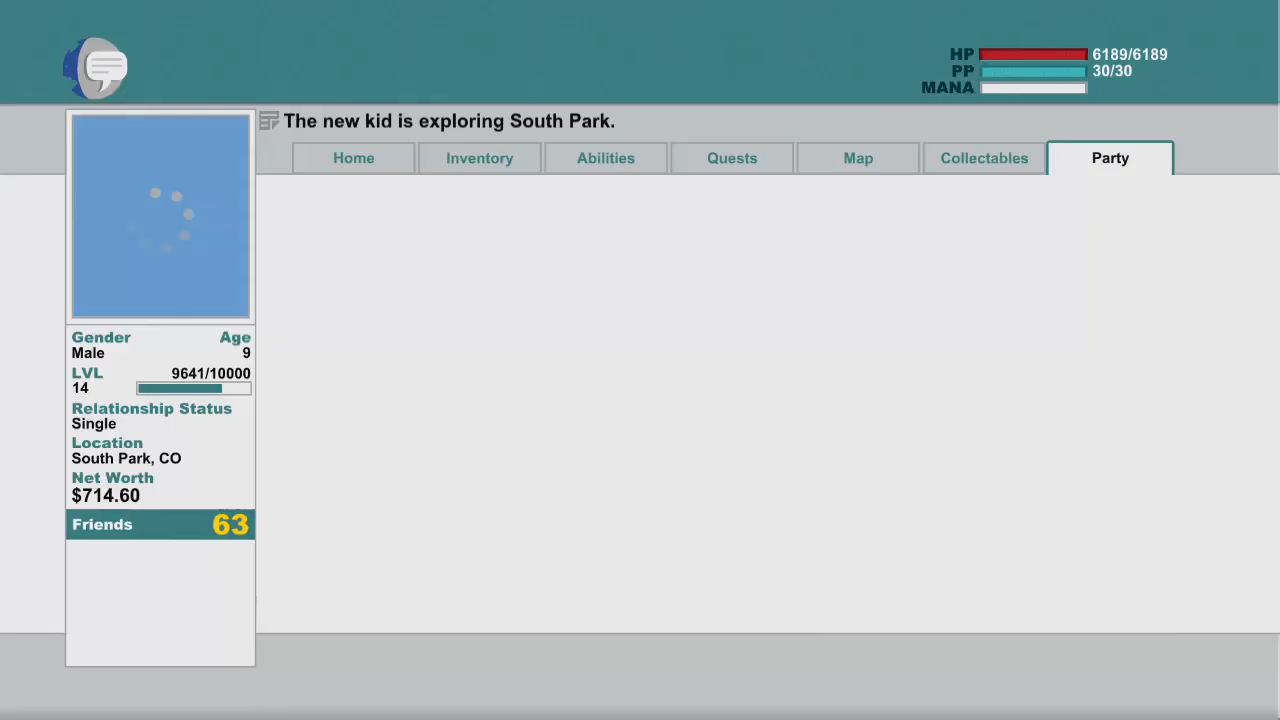 HP 6189/6189
PP 30/30
MANA
The new kid is exploring South Park.
Home Inventory Abilities Quests Map Collectables Party
Gender Age
Male 9
LVL 9641/10000
14
Relationship Status
Single
Location
South Park, CO
Net Worth
$714.60
Friends 63